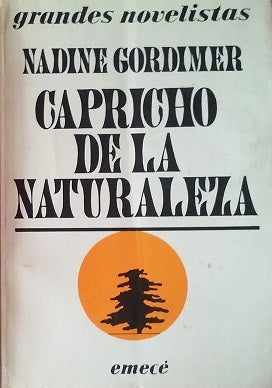 grandes novelistas
NADINE GORDIMER
CAPRICHO
DE LA
NATURALEZA
emecé